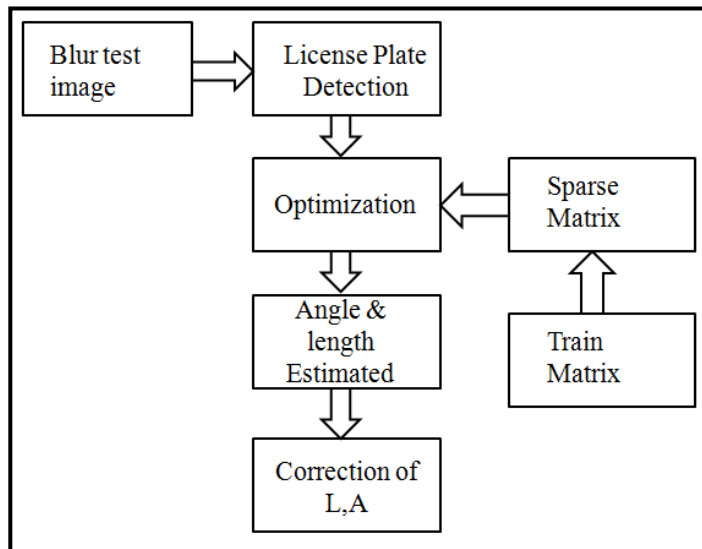 Blur test
image
License Plate
Detection
Optimization
Sparse
Matrix
Angle &
length
Estimated
Train
Matrix
Correction of
L,A